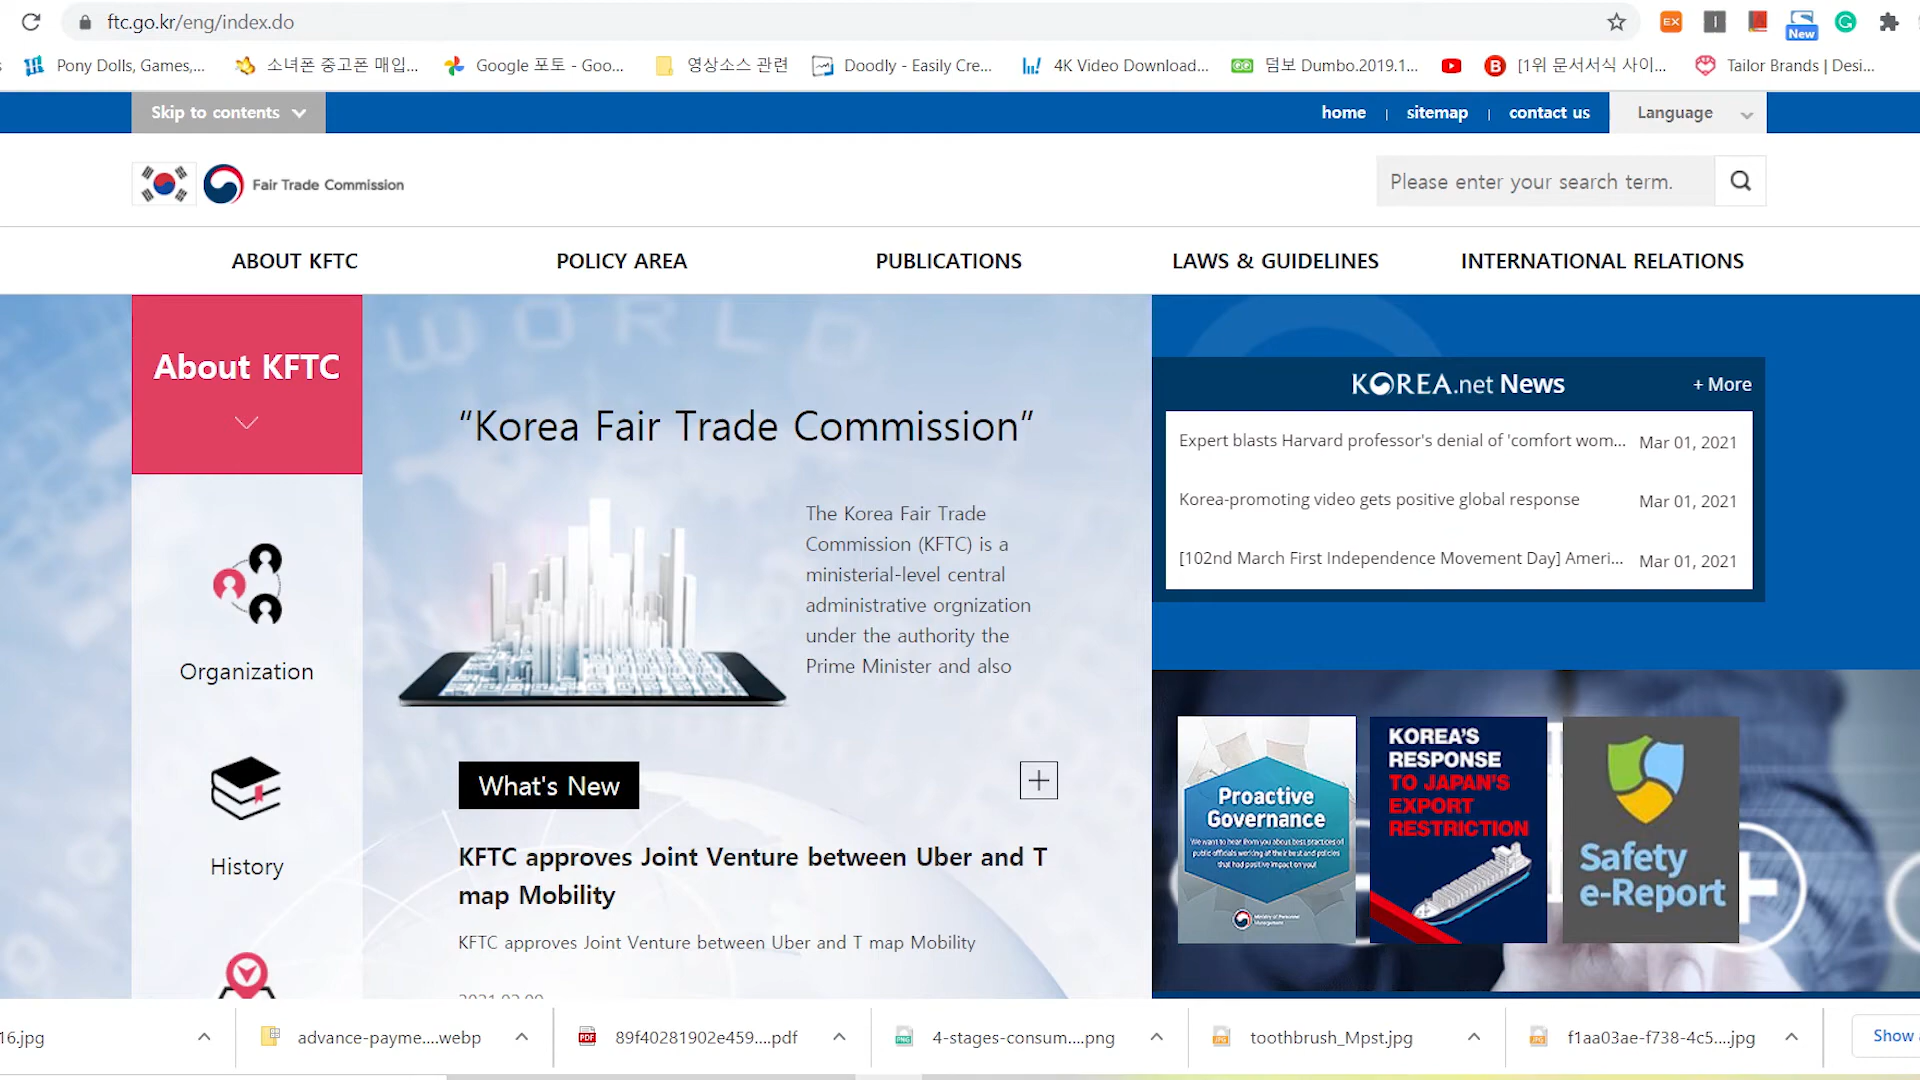 ftc.go.kr/eng/index.do
EX
New
Pony Dolls, Games,...
소녀폰 중고폰 매입...
Google 포토 - Goo...
영상소스 관련
Doodly - Easily Cre...
4K Video Download...
덤보 Dumbo.2019.1...
[1위 문서서식 사이...
Tailor Brands | Desi...
Skip to contents
home
sitemap
contact us
Language
Fair Trade Commission
Please enter your search term.
ABOUT KFTC
POLICY AREA
PUBLICATIONS
LAWS & GUIDELINES
INTERNATIONAL RELATIONS
WORLD
About KFTC
Organization
History
“Korea Fair Trade Commission”
The Korea Fair Trade
Commission (KFTC) is a
ministerial-level central
administrative orgnization
under the authority the
Prime Minister and also
What's New
KFTC approves Joint Venture between Uber and T
map Mobility
KFTC approves Joint Venture between Uber and T map Mobility
KOREA.net News
+ More
Expert blasts Harvard professor's denial of 'comfort wom... Mar 01, 2021
Korea-promoting video gets positive global response Mar 01, 2021
[102nd March First Independence Movement Day] Ameri... Mar 01, 2021
Proactive
Governance
We want to hear from you about best practices of
public officials working at their best and policies
that had positive impact on you!
Ministry of Personnel
Management
KOREA'S
RESPONSE
TO JAPAN'S
EXPORT
RESTRICTION
Safety
e-Report
16.jpg
advance-payme....webp
89f40281902e459....pdf
4-stages-consum....png
toothbrush_Mpst.jpg
f1aa03ae-f738-4c5....jpg
Show